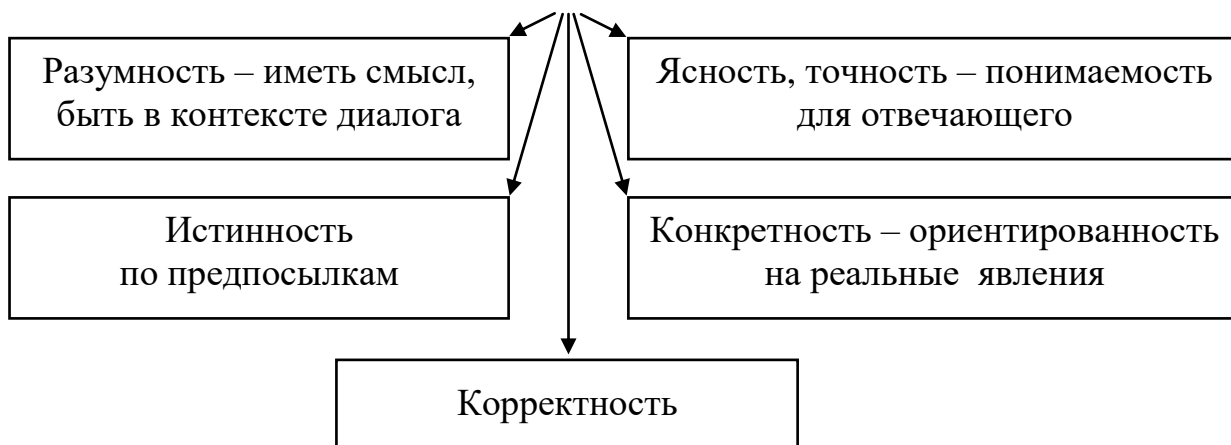 Разумность – иметь смысл,
быть в контексте диалога
Ясность, точность – понимаемость
для отвечающего
Истинность
по предпосылкам
Конкретность – ориентированность
на реальные явления
Корректность